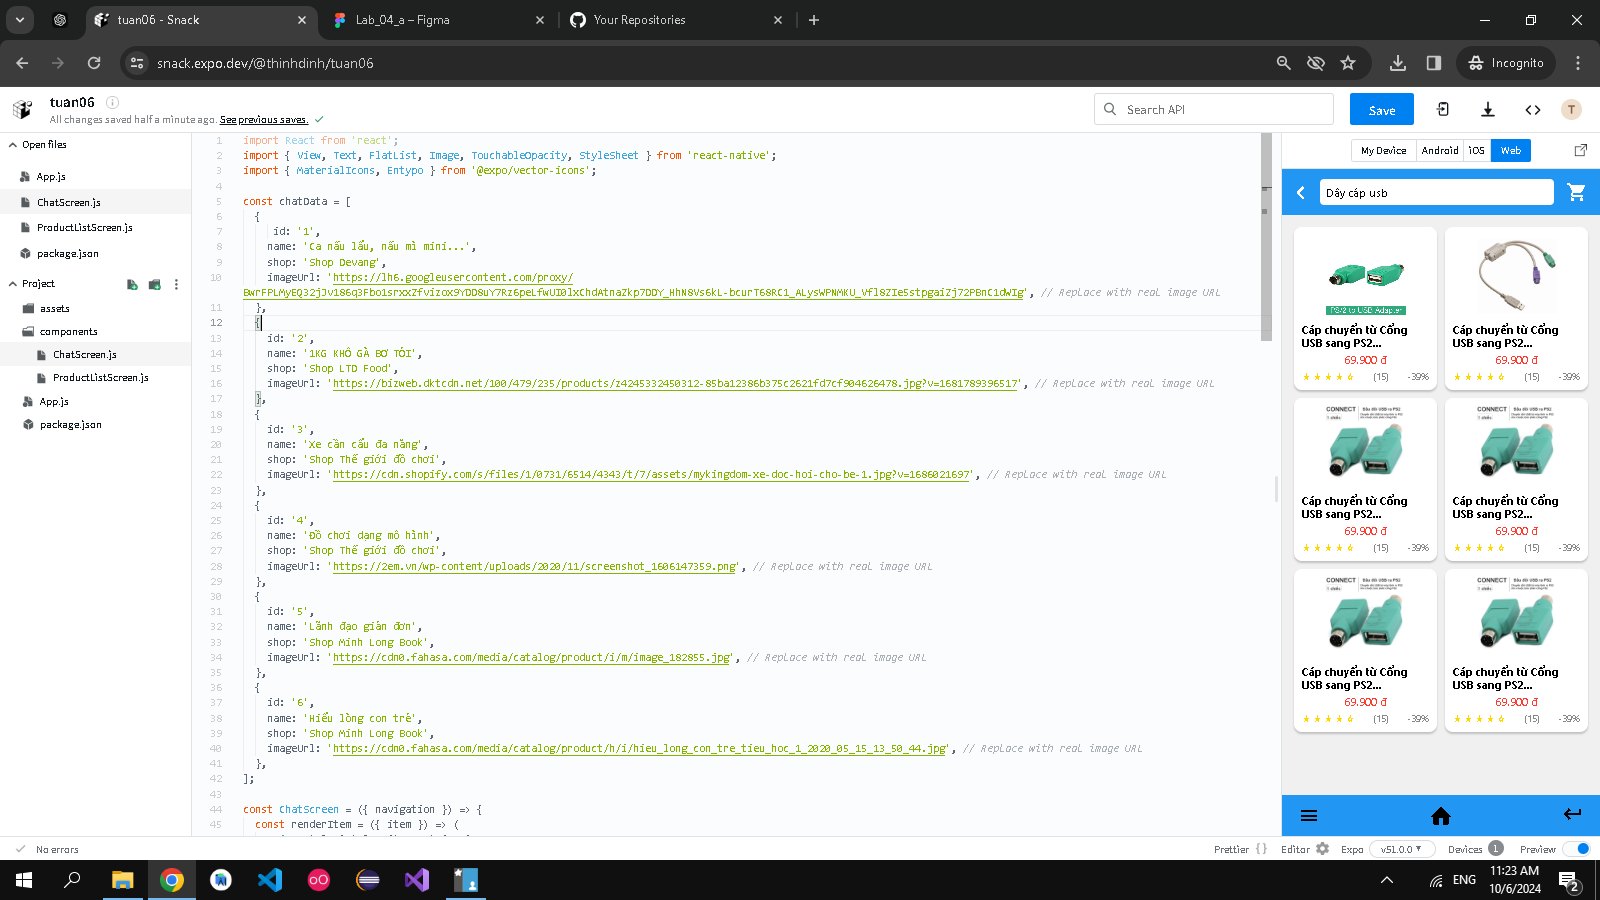 tuan06 - Snack
Lab_04_a – Figma
Your Repositories
snack.expo.dev/@thinhdinh/tuan06
Incognito
tuan06
All changes saved half a minute ago. See previous saves.
Search API
Save
T
Open files
App.js
ChatScreen.js
ProductListScreen.js
package.json
Project
assets
components
ChatScreen.js
ProductListScreen.js
App.js
package.json
1 import React from 'react';
2 import { View, Text, FlatList, Image, TouchableOpacity, StyleSheet } from 'react-native';
3 import { MaterialIcons, Entypo } from '@expo/vector-icons';
4
5 const chatData = [
6 {
7 id: '1',
8 name: 'Ca nấu lẩu, nấu mì mini...',
9 shop: 'Shop Devang',
10 imageUrl: 'https://lh6.googleusercontent.com/proxy/
// Replace with real image URL
11 },
12 {
13 id: '2',
14 name: '1KG KHÔ GÀ BƠ TỎI',
15 shop: 'Shop LTD Food',
16 imageUrl: 'https://bizweb.dktcdn.net/100/479/235/products/z4245332450312-85ba12386b375c2621fd7cf904626478.jpg?v=1681789396517', // Replace with real image URL
17 },
18 {
19 id: '3',
20 name: 'Xe cần cẩu đa năng',
21 shop: 'Shop Thế giới đồ chơi',
22 imageUrl: 'https://cdn.shopify.com/s/files/1/0731/6514/4343/t/7/assets/mykingdom-xe-doc-hoi-cho-be-1.jpg?v=1686021697', // Replace with real image URL
23 },
24 {
25 id: '4',
26 name: 'Đồ chơi dạng mô hình',
27 shop: 'Shop Thế giới đồ chơi',
28 imageUrl: 'https://2em.vn/wp-content/uploads/2020/11/screenshot_1606147359.png', // Replace with real image URL
29 },
30 {
31 id: '5',
32 name: 'Lãnh đạo giản đơn',
33 shop: 'Shop Minh Long Book',
34 imageUrl: 'https://cdn0.fahasa.com/media/catalog/product/i/m/image_182855.jpg', // Replace with real image URL
35 },
36 {
37 id: '6',
38 name: 'Hiểu lòng con trẻ',
39 shop: 'Shop Minh Long Book',
40 imageUrl: 'https://cdn0.fahasa.com/media/catalog/product/h/i/hieu_long_con_tre_tieu_hoc_1_2020_05_15_13_50_44.jpg', // Replace with real image URL
41 },
42 ];
43
44 const ChatScreen = ({ navigation }) => {
45 const renderItem = ({ item }) => (
My Device Android iOS Web
Dây cáp usb
PS/2 to USB Adapter
Cáp chuyển từ Cổng USB sang PS2...
69.900 đ
(15) -39%
Cáp chuyển từ Cổng USB sang PS2...
69.900 đ
(15) -39%
CONNECT
Cáp chuyển từ Cổng USB sang PS2...
69.900 đ
(15) -39%
CONNECT
Cáp chuyển từ Cổng USB sang PS2...
69.900 đ
(15) -39%
CONNECT
Cáp chuyển từ Cổng USB sang PS2...
69.900 đ
(15) -39%
CONNECT
Cáp chuyển từ Cổng USB sang PS2...
69.900 đ
(15) -39%
No errors
Prettier {} Editor Expo v51.0.0 Devices 1 Preview
ENG
11:23 AM
10/6/2024
2